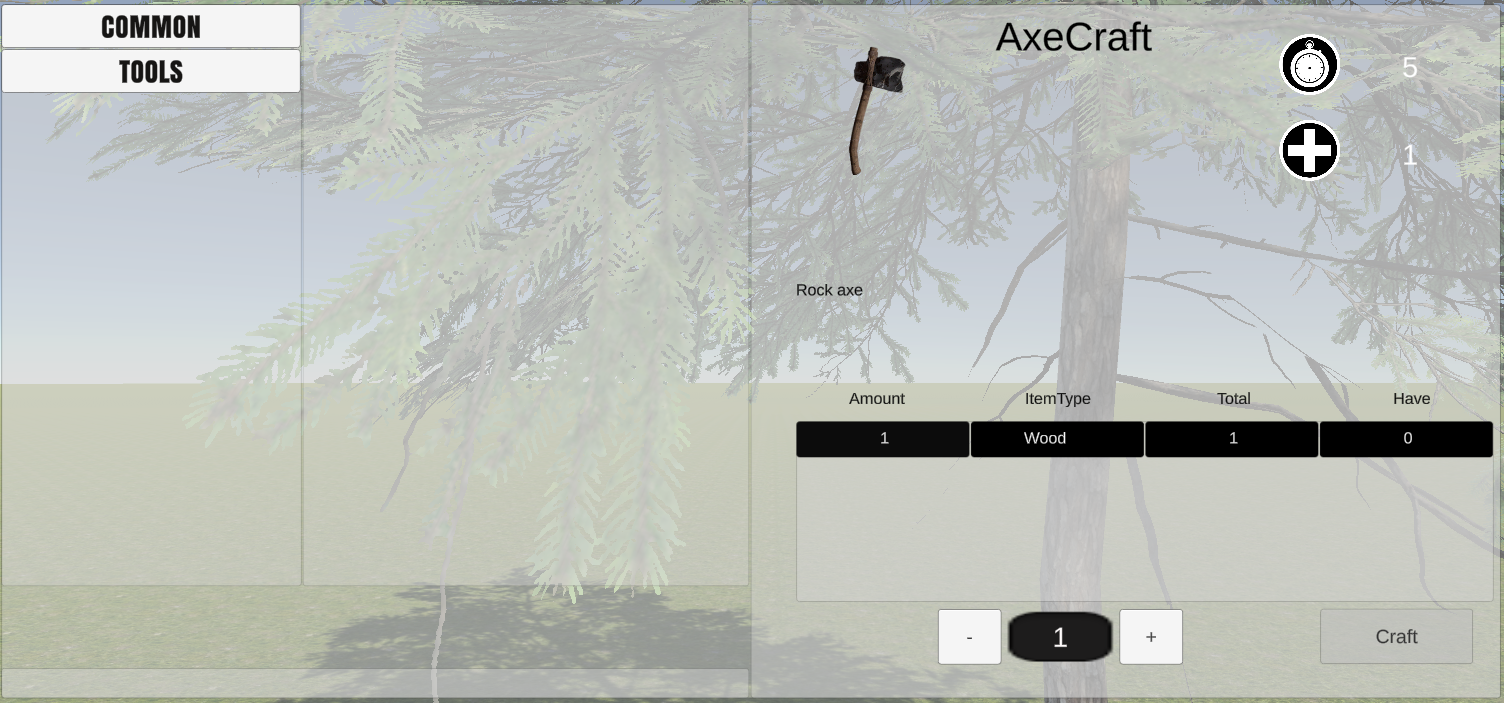 COMMON
TOOLS
AxeCraft
5
1
Rock axe
Amount ItemType Total Have
1 Wood 1 0
- 1 + Craft